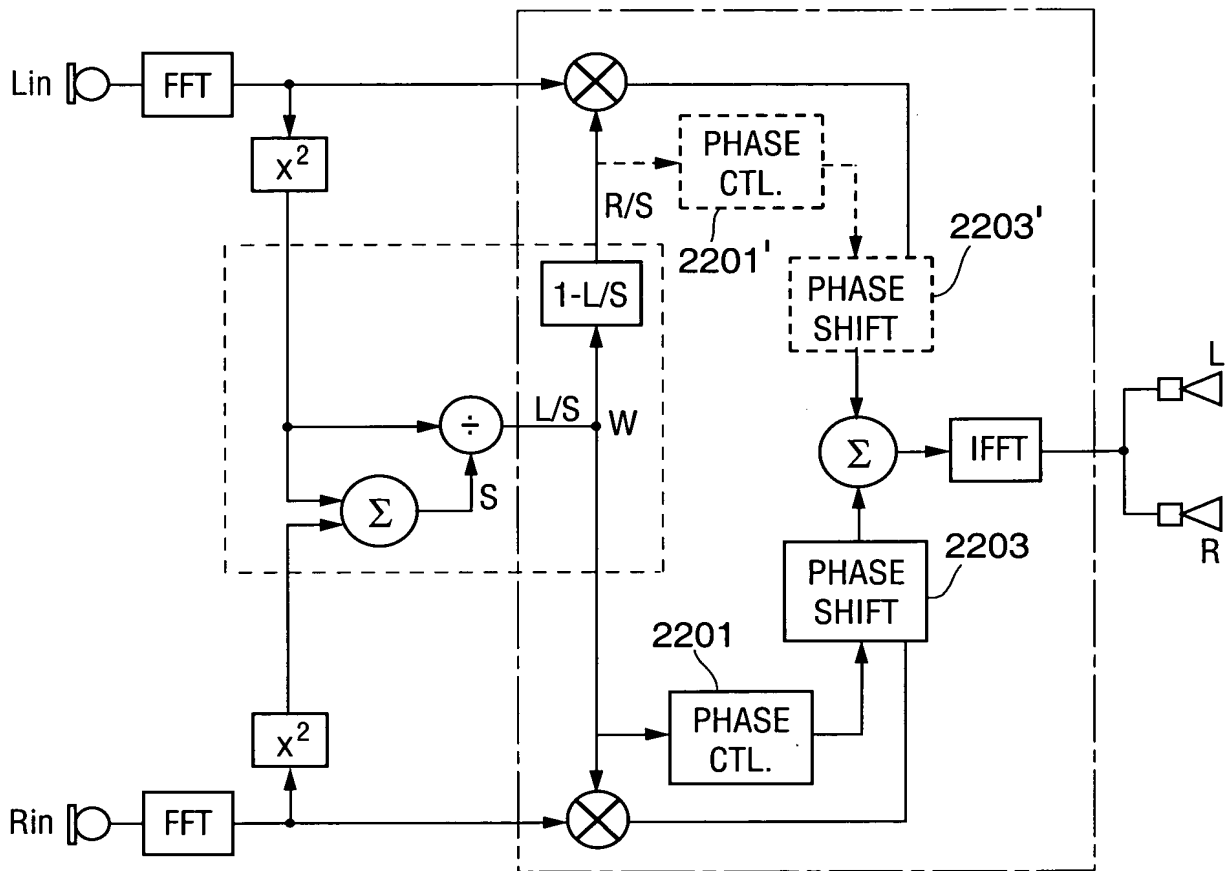 Lin
FFT
x²
PHASE
CTL.
R/S
2201'
2203'
1-L/S
PHASE
SHIFT
L
L/S
÷
W
Σ
IFFT
Σ
S
R
2203
PHASE
SHIFT
2201
PHASE
CTL.
x²
Rin
FFT